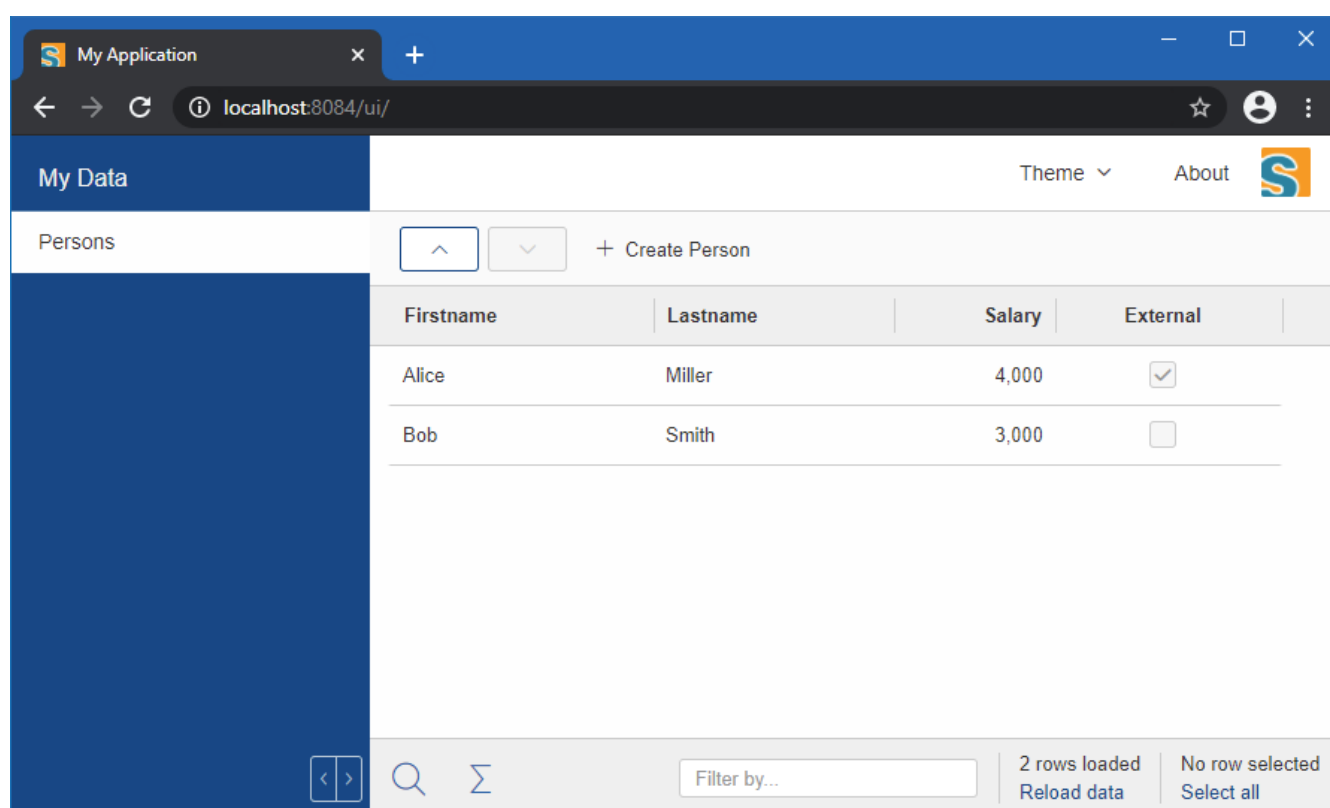 My Application
localhost:8084/ui/
My Data
Theme
About
Persons
Create Person
Firstname Lastname Salary External
Alice Miller 4,000
Bob Smith 3,000
Filter by...
2 rows loaded
Reload data
No row selected
Select all